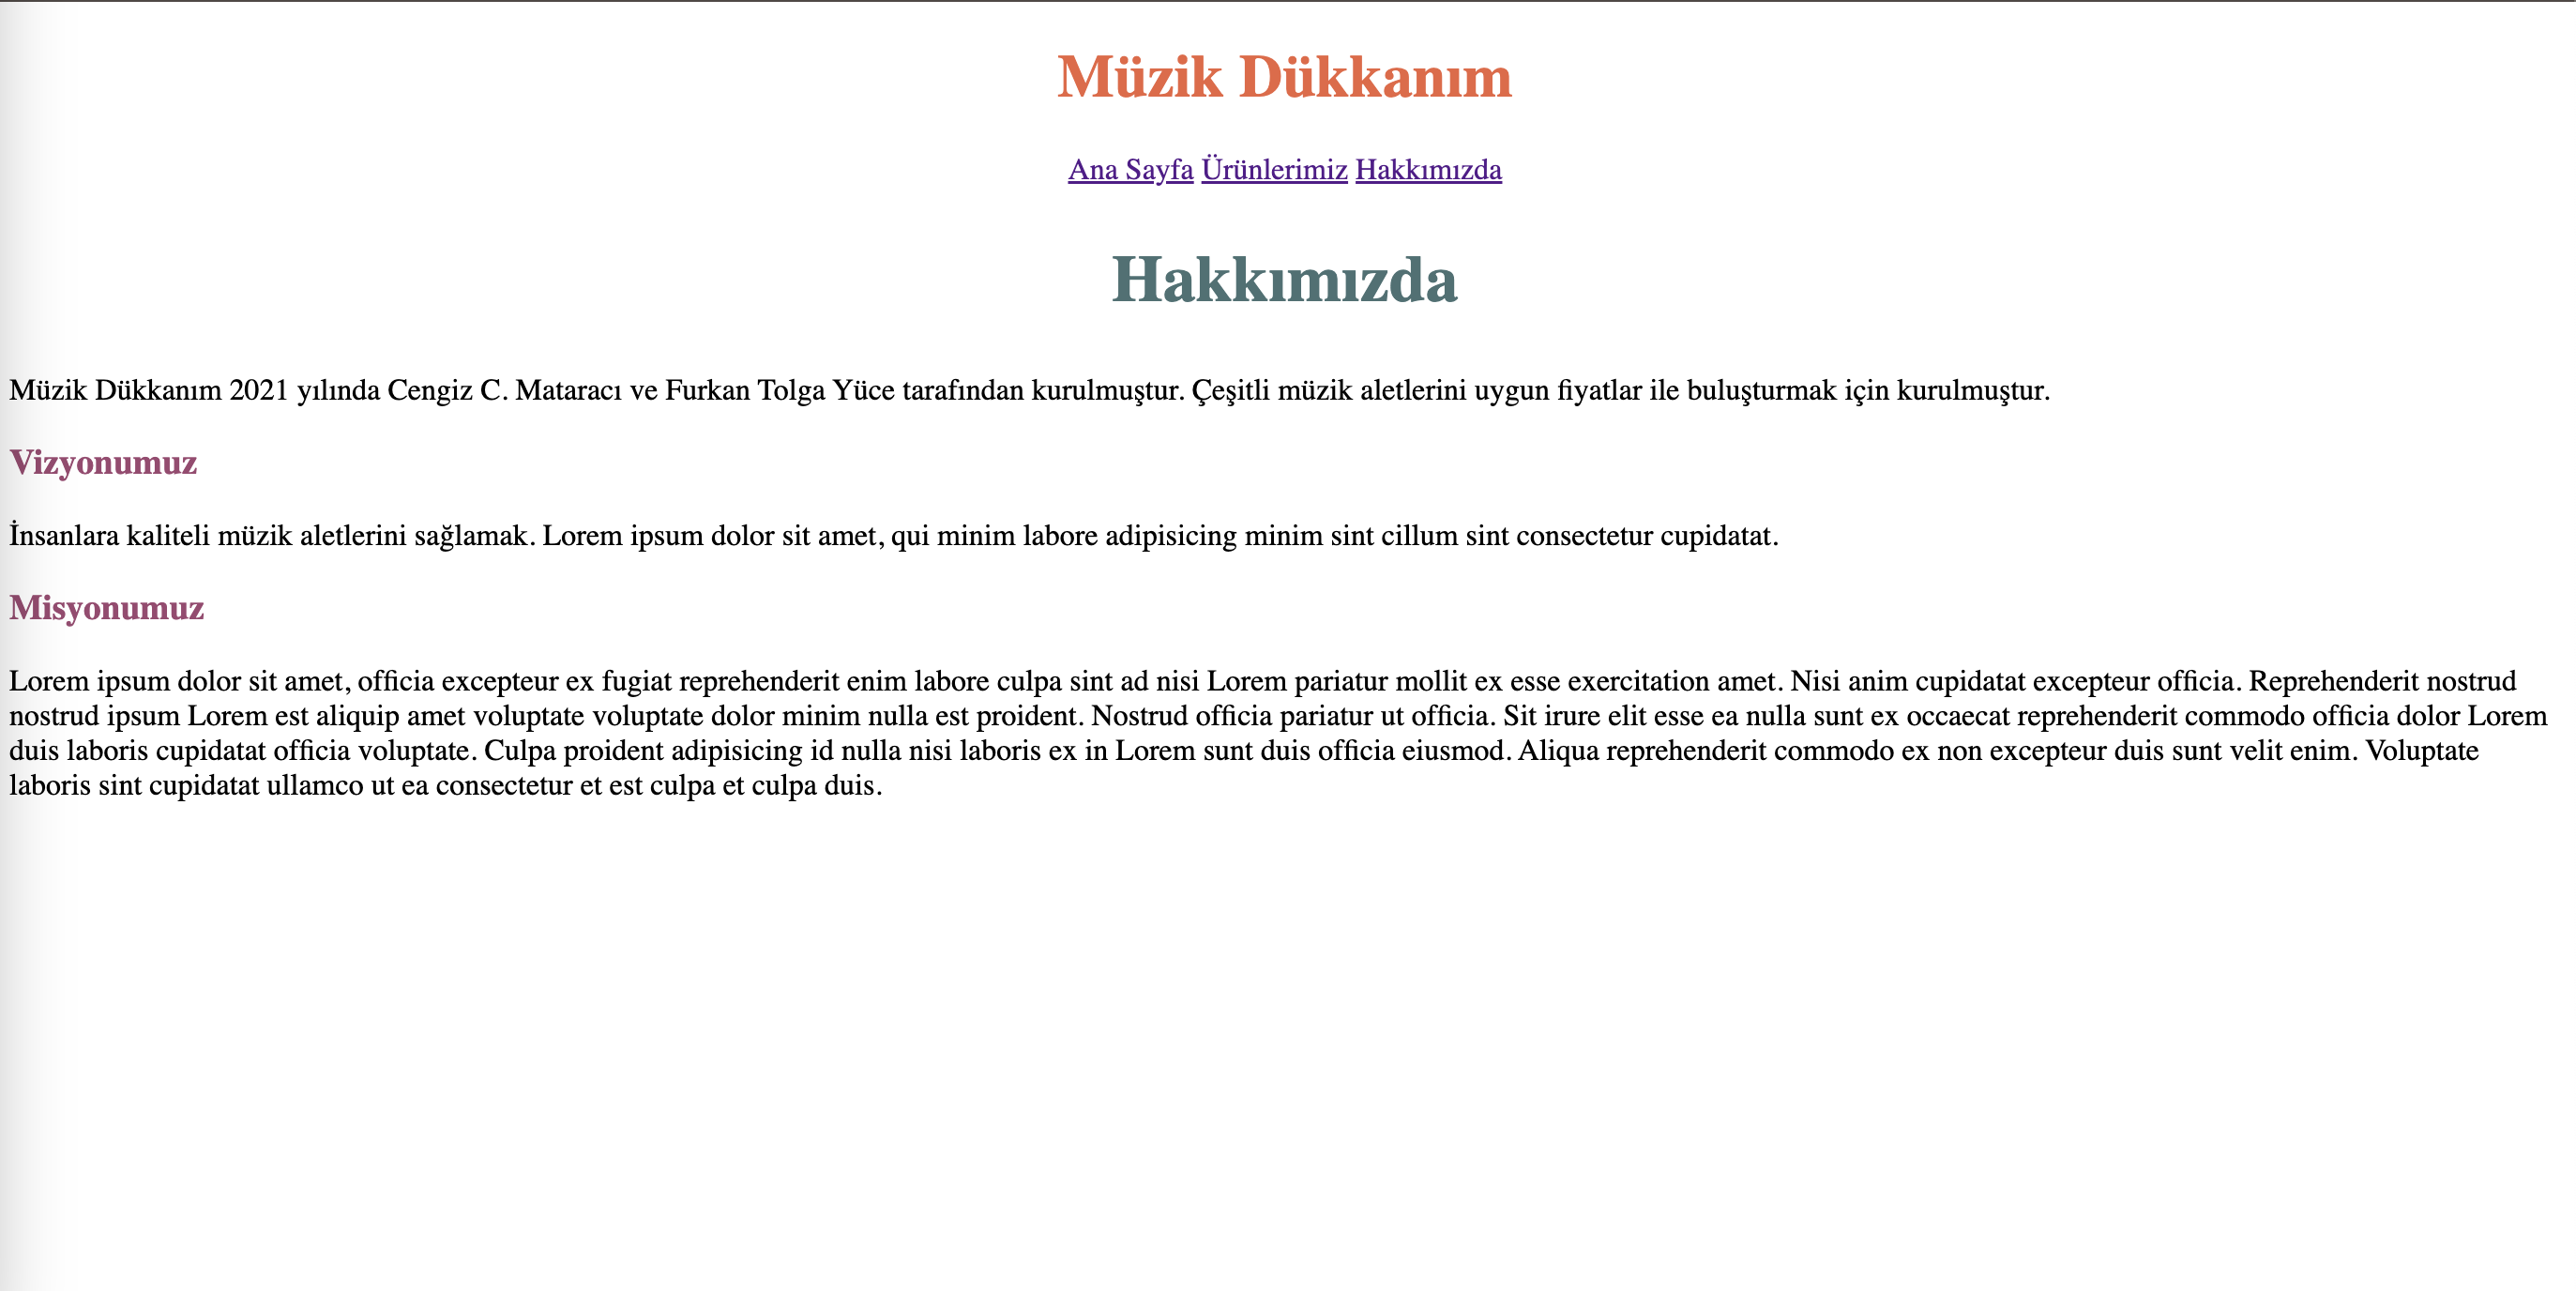 Müzik Dükkanım
Ana Sayfa Ürünlerimiz Hakkımızda
Hakkımızda
Müzik Dükkanım 2021 yılında Cengiz C. Mataracı ve Furkan Tolga Yüce tarafından kurulmuştur. Çeşitli müzik aletlerini uygun fiyatlar ile buluşturmak için kurulmuştur.
Vizyonumuz
İnsanlara kaliteli müzik aletlerini sağlamak. Lorem ipsum dolor sit amet, qui minim labore adipisicing minim sint cillum sint consectetur cupidatat.
Misyonumuz
Lorem ipsum dolor sit amet, officia excepteur ex fugiat reprehenderit enim labore culpa sint ad nisi Lorem pariatur mollit ex esse exercitation amet. Nisi anim cupidatat excepteur officia. Reprehenderit nostrud
nostrud ipsum Lorem est aliquip amet voluptate voluptate dolor minim nulla est proident. Nostrud officia pariatur ut officia. Sit irure elit esse ea nulla sunt ex occaecat reprehenderit commodo officia dolor Lorem
duis laboris cupidatat officia voluptate. Culpa proident adipisicing id nulla nisi laboris ex in Lorem sunt duis officia eiusmod. Aliqua reprehenderit commodo ex non excepteur duis sunt velit enim. Voluptate
laboris sint cupidatat ullamco ut ea consectetur et est culpa et culpa duis.